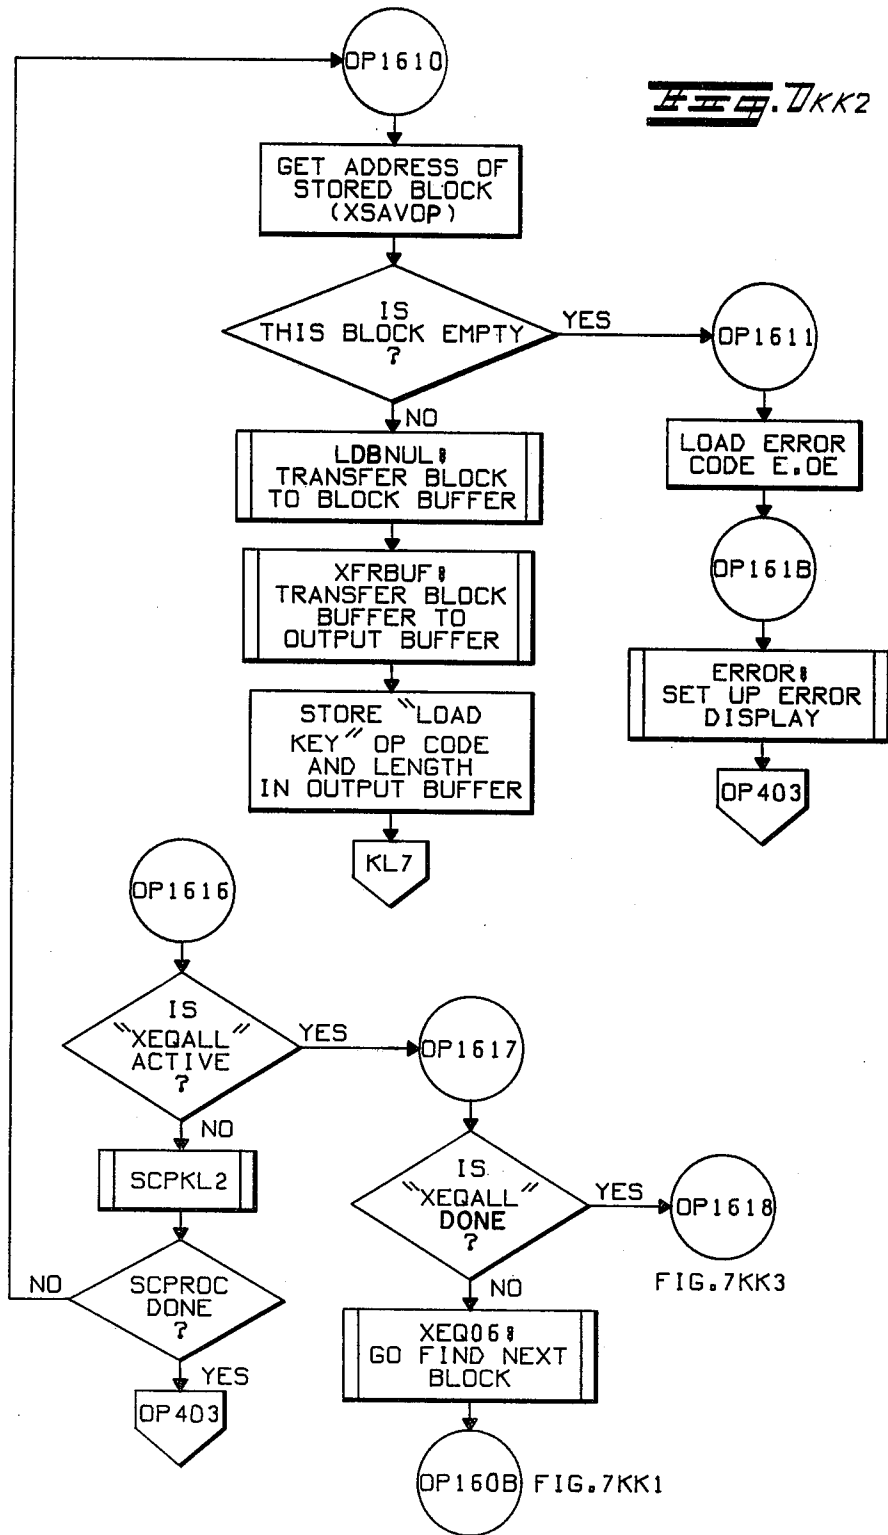 OP1610
Fig. 7KK2
GET ADDRESS OF
STORED BLOCK
(XSAVOP)
IS
THIS BLOCK EMPTY
?
YES
OP1611
NO
LDBNUL:
TRANSFER BLOCK
TO BLOCK BUFFER
LOAD ERROR
CODE E.OE
XFRBUF:
TRANSFER BLOCK
BUFFER TO
OUTPUT BUFFER
OP161B
STORE "LOAD
KEY" OP CODE
AND LENGTH
IN OUTPUT BUFFER
ERROR:
SET UP ERROR
DISPLAY
OP403
KL7
OP1616
IS
"XEQALL"
ACTIVE
?
YES
OP1617
NO
SCPKL2
IS
"XEQALL"
DONE
?
YES
OP1618
FIG.7KK3
NO
SCPROC
DONE
?
NO
YES
OP403
XEQ06:
GO FIND NEXT
BLOCK
OP160B
FIG.7KK1